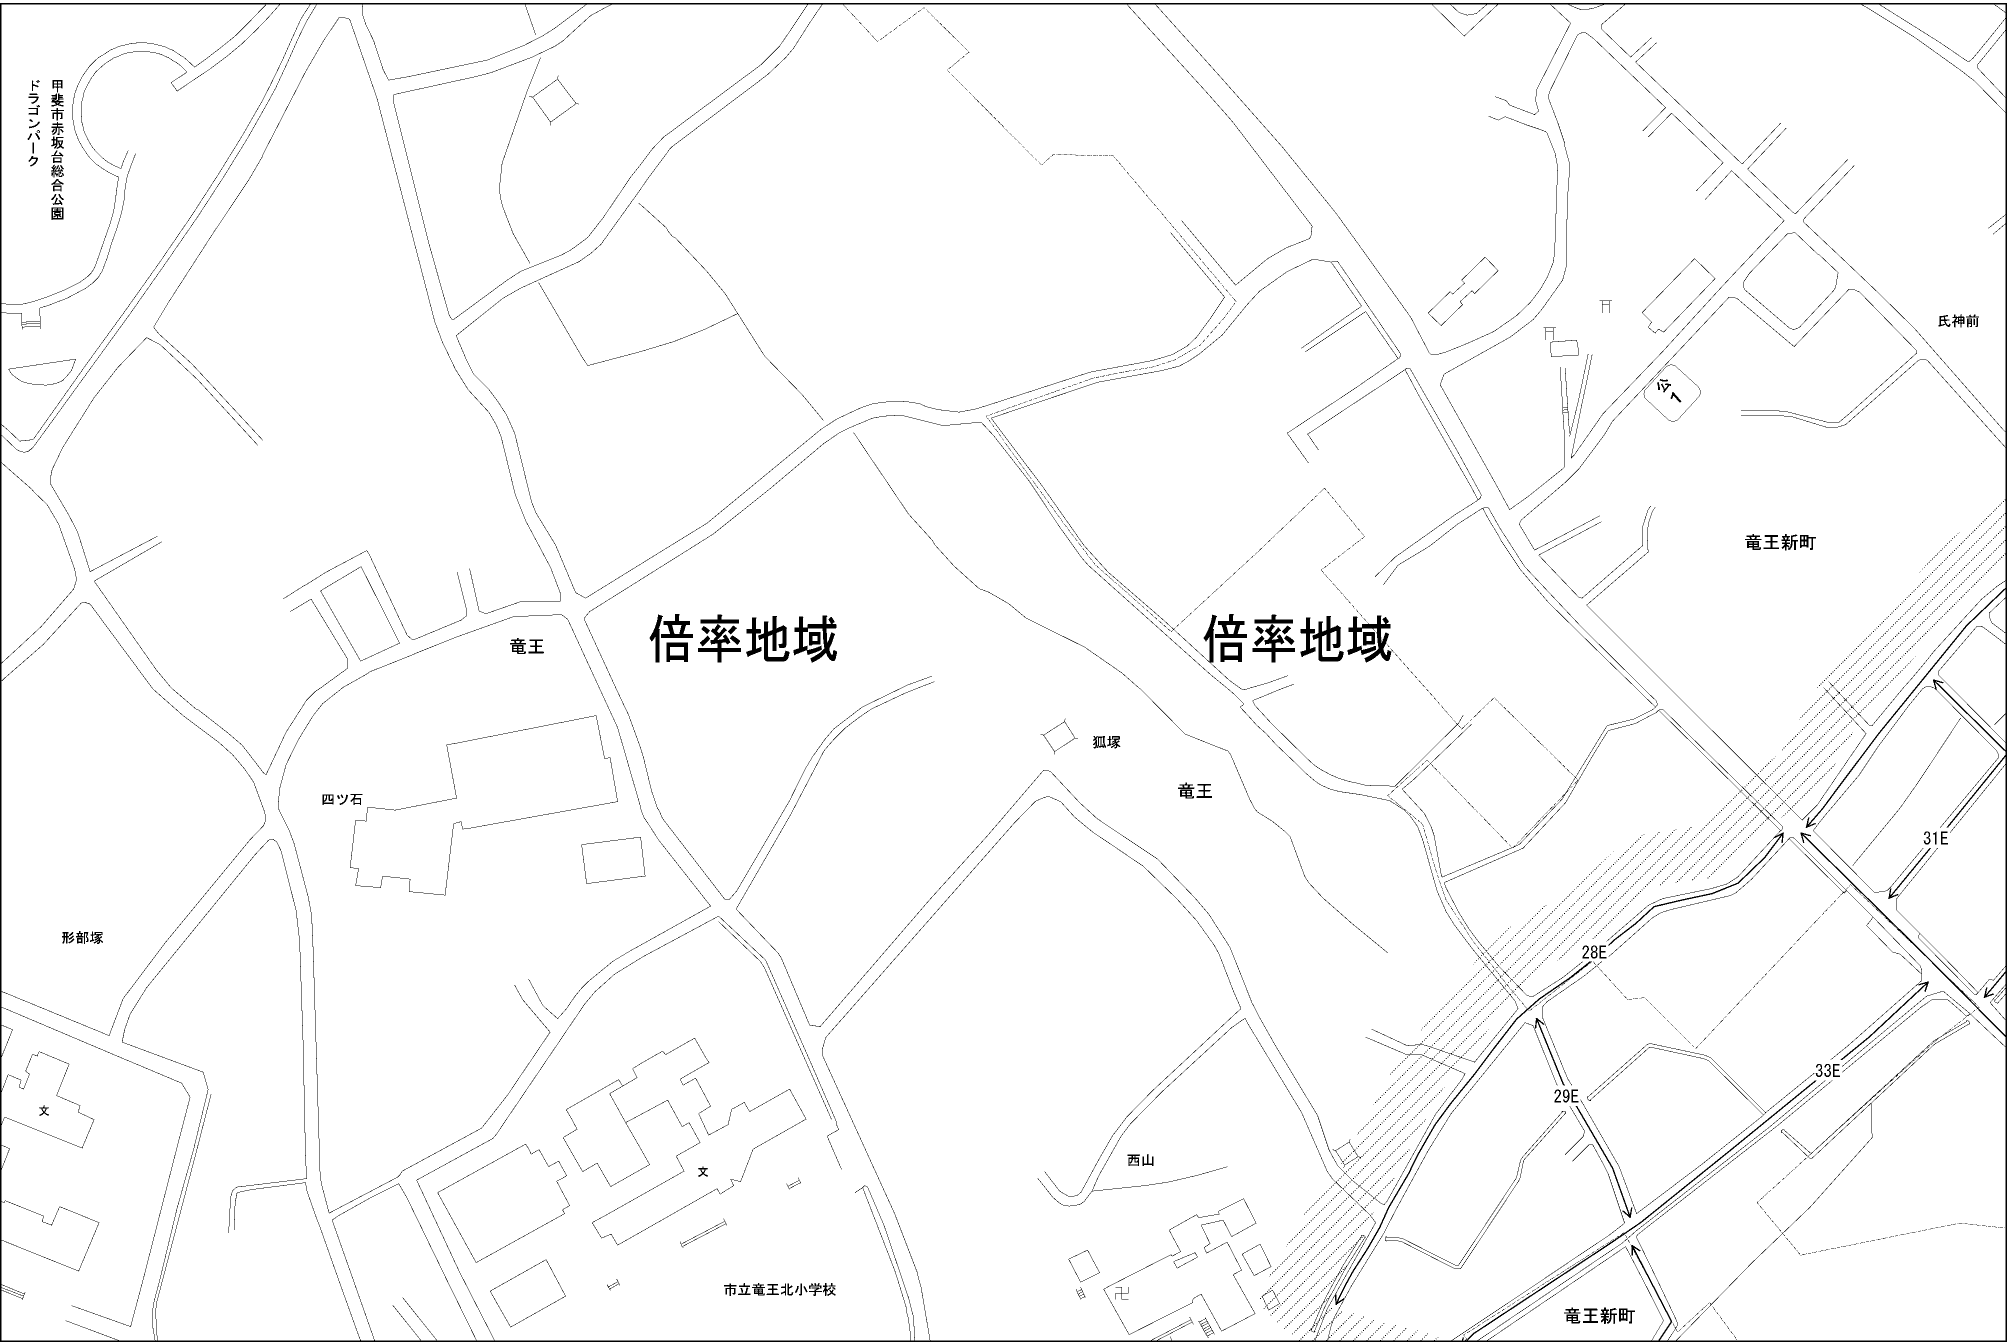 甲斐市赤坂台総合公園
ドラゴンパーク
氏神前
公
1
竜王新町
倍率地域
倍率地域
竜王
狐塚
竜王
四ツ石
31E
形部塚
28E
33E
29E
文
西山
文
市立竜王北小学校
卍
竜王新町